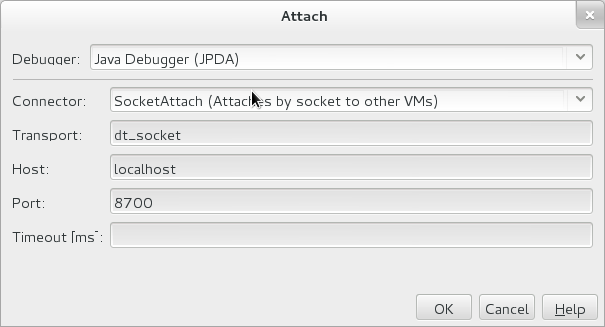 Attach
Debugger: Java Debugger (JPDA)
Connector: SocketAttach (Attaches by socket to other VMs)
Transport: dt_socket
Host: localhost
Port: 8700
Timeout [ms]:
OK Cancel Help